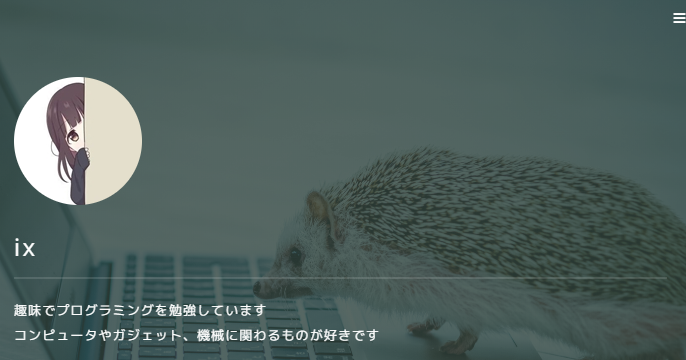 ix
趣味でプログラミングを勉強しています
コンピュータやガジェット、機械に関わるものが好きです